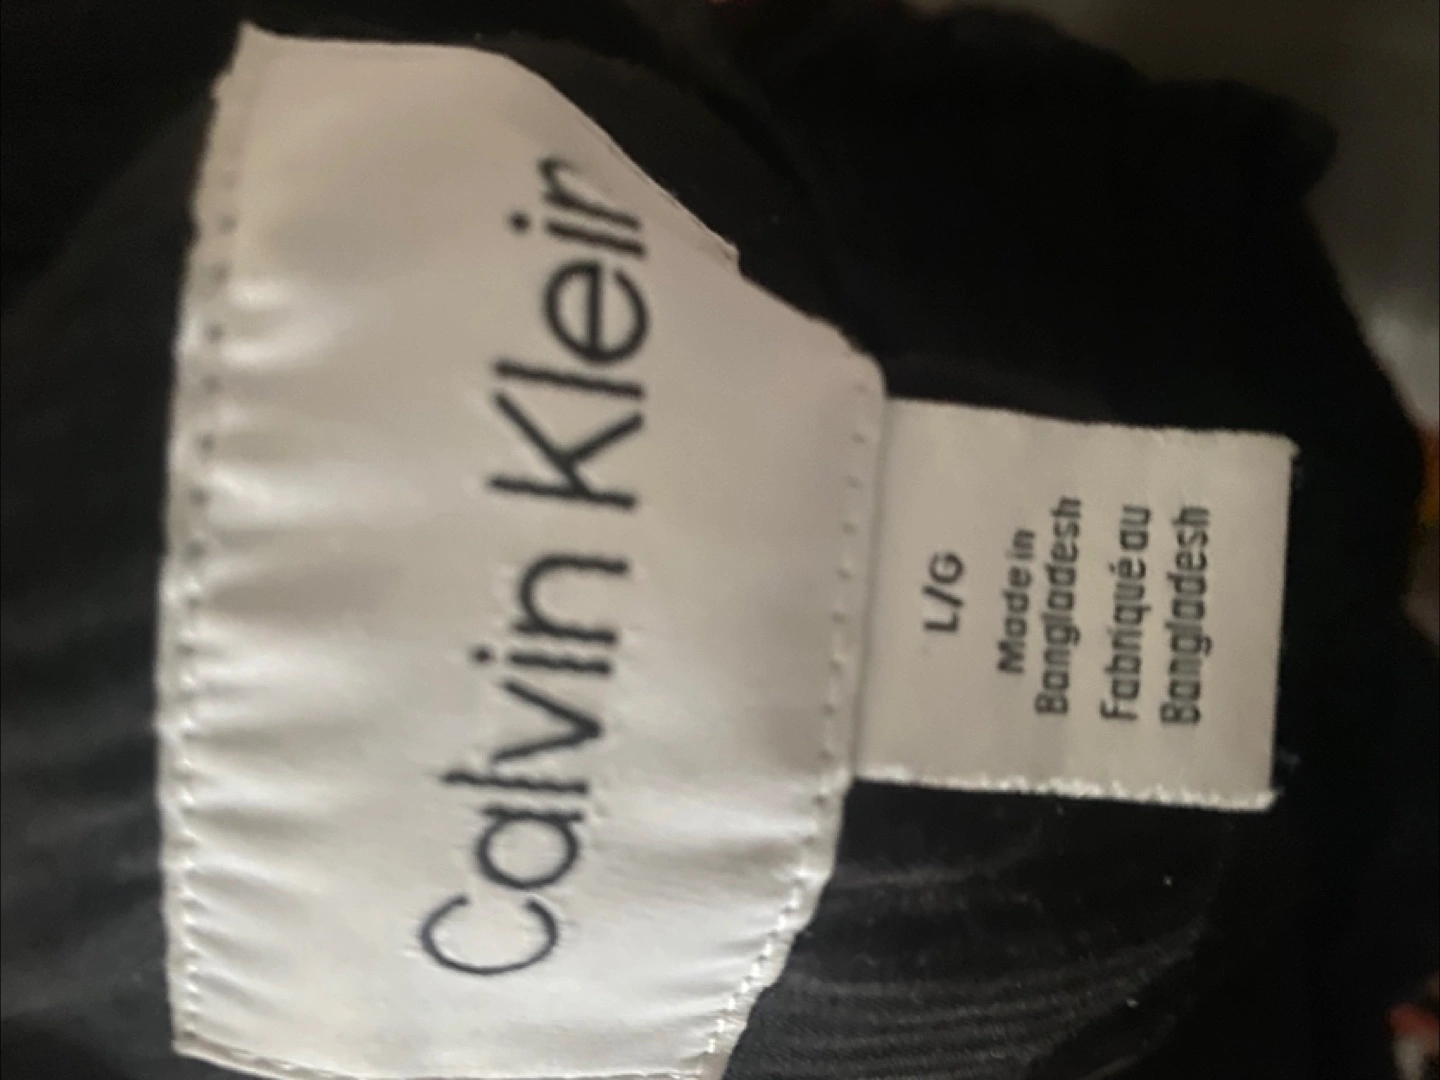 Calvin Klein
L/G
Made in
Bangladesh
Fabriqué au
Bangladesh